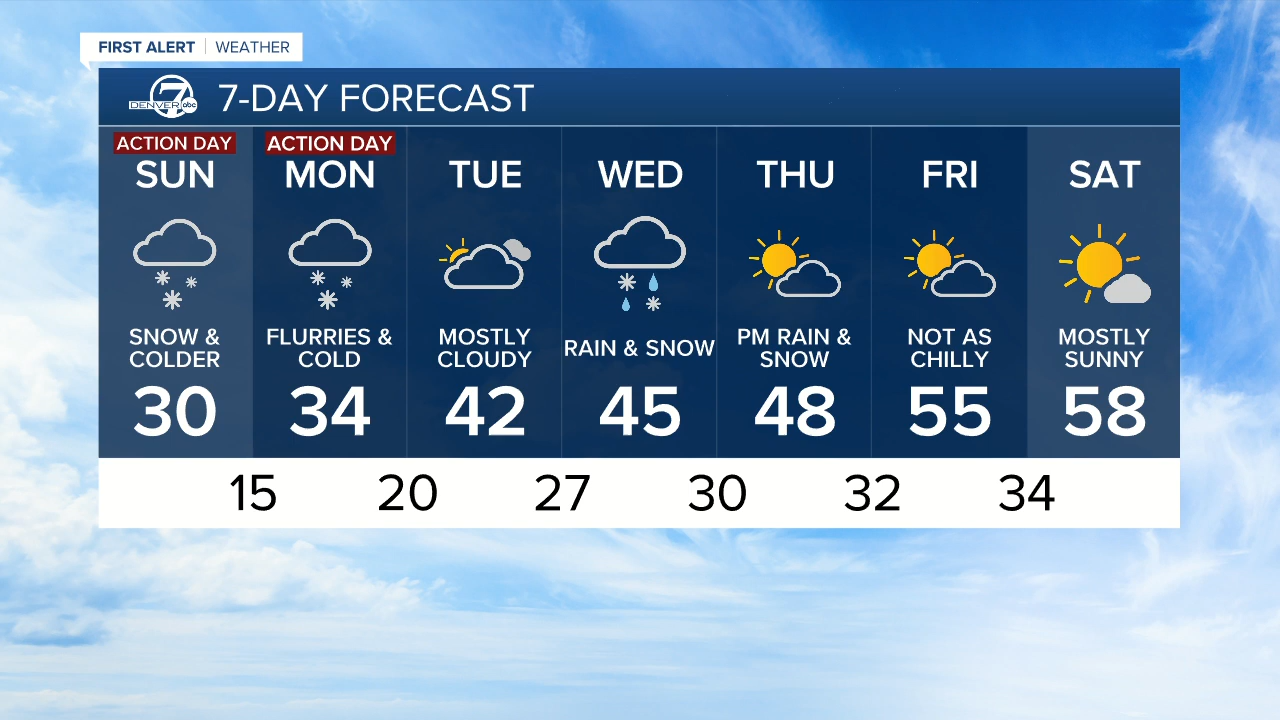 FIRST ALERT | WEATHER
7 DENVER abc
7-DAY FORECAST
ACTION DAY
SUN
SNOW &
COLDER
30
ACTION DAY
MON
FLURRIES &
COLD
34
TUE
MOSTLY
CLOUDY
42
WED
RAIN & SNOW
45
THU
PM RAIN &
SNOW
48
FRI
NOT AS
CHILLY
55
SAT
MOSTLY
SUNNY
58
15 20 27 30 32 34